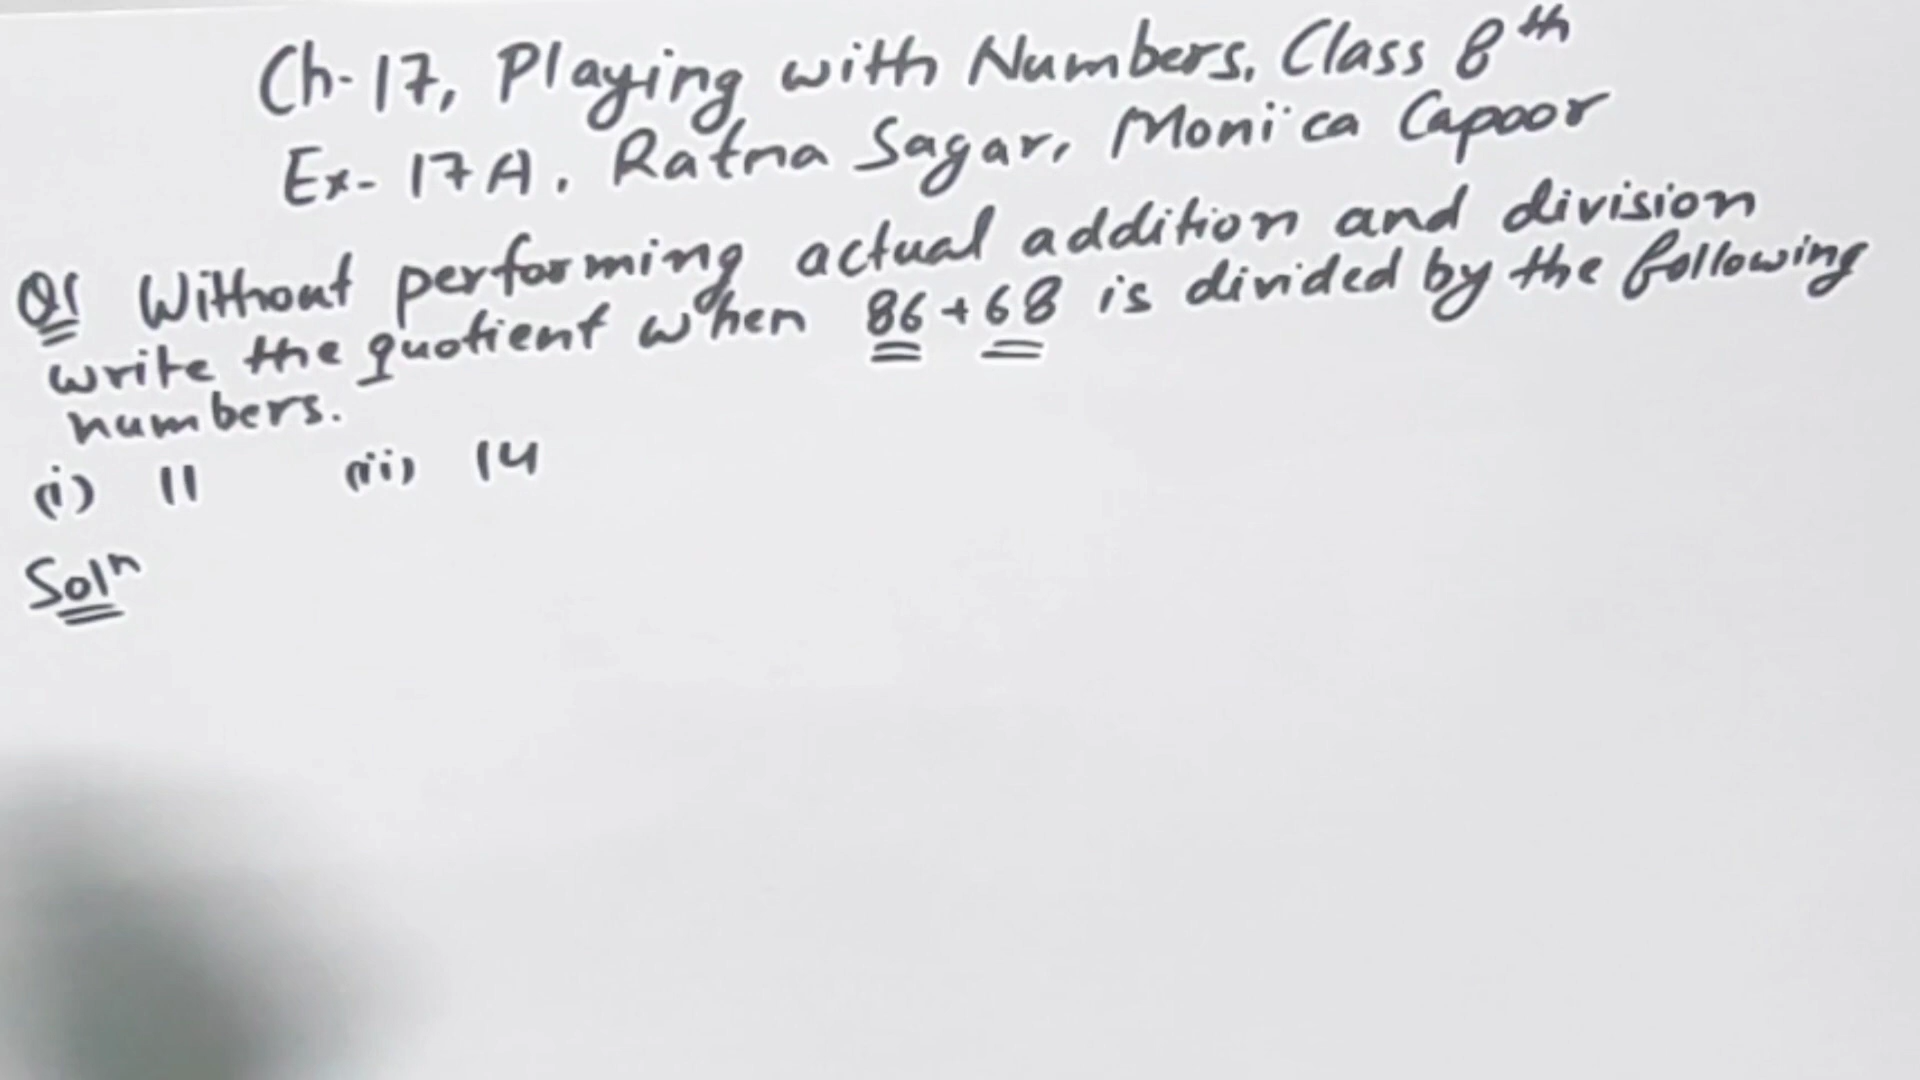 Ch-17, Playing with Numbers, Class 8th
Ex-17A, Ratna Sagar, Monica Capoor
Q1 Without performing actual addition and division
write the quotient when 86+68 is divided by the following
numbers.
(i) 11 (ii) 14
Soln